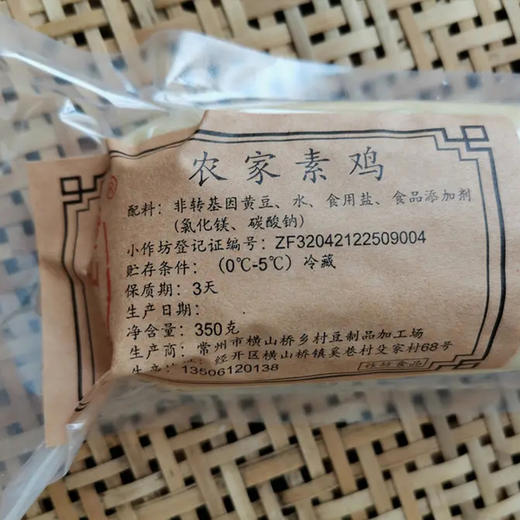 农家素鸡
配料：非转基因黄豆、水、食用盐、食品添加剂
(氯化镁、碳酸钠)
小作坊登记证编号：ZF32042122509004
贮存条件：(0℃-5℃)冷藏
保质期：3天
生产日期：
净含量：350克
生产商：常州市横山桥乡村豆制品加工场
生产 经开区横山桥镇奚巷村殳家村68号
13506120138